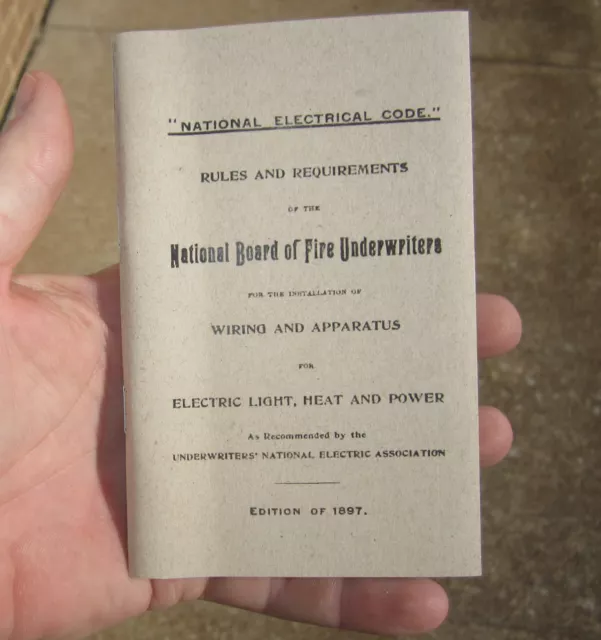 "NATIONAL ELECTRICAL CODE."
RULES AND REQUIREMENTS
OF THE
National Board of Fire Underwriters
FOR THE INSTALLATION OF
WIRING AND APPARATUS
FOR
ELECTRIC LIGHT, HEAT AND POWER
As Recommended by the
UNDERWRITERS' NATIONAL ELECTRIC ASSOCIATION
EDITION OF 1897.